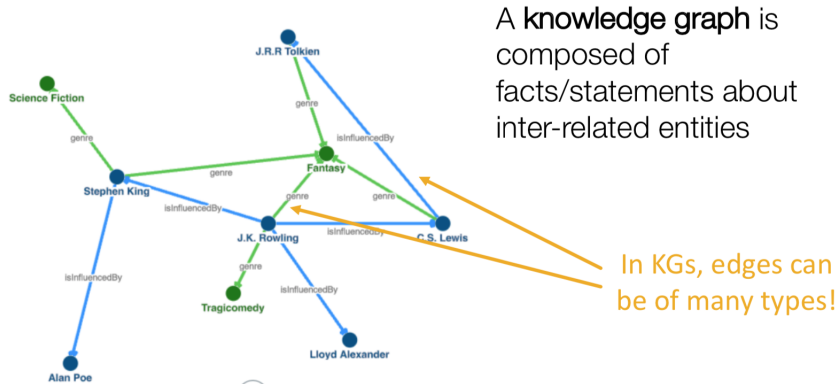 A knowledge graph is
composed of
facts/statements about
inter-related entities
J.R.R Tolkien
Science Fiction
genre
isInfluencedBy
genre
Fantasy
genre
Stephen King
genre
genre
isInfluencedBy
J.K. Rowling
isInfluencedBy
C.S. Lewis
In KGs, edges can
be of many types!
genre
isInfluencedBy
isInfluencedBy
Tragicomedy
Lloyd Alexander
Alan Poe